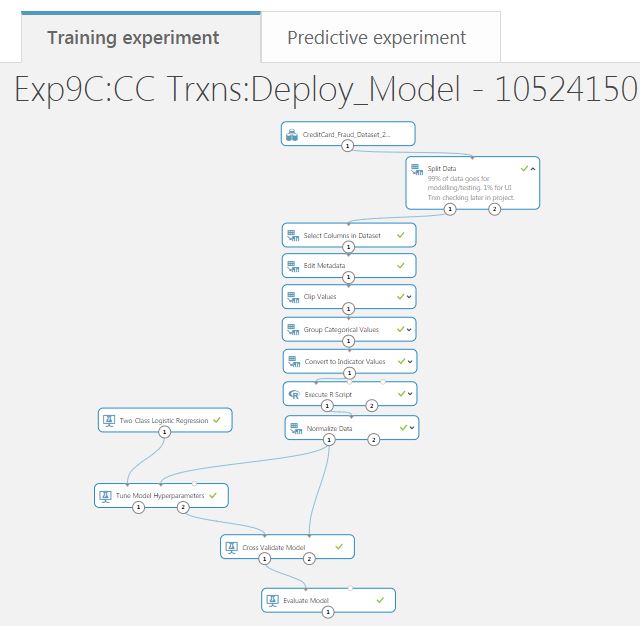 Training experiment
Predictive experiment
Exp9C:CC Trxns:Deploy_Model - 10524150
CreditCard_Fraud_Dataset_2...
1
Split Data
99% of data goes for
modelling/testing. 1% for UI
Trxn checking later in project.
1 2
Select Columns in Dataset
1
Edit Metadata
1
Clip Values
1
Group Categorical Values
1
Convert to Indicator Values
1
Execute R Script
1 2
Two Class Logistic Regression
1
Normalize Data
1 2
Tune Model Hyperparameters
1 2
Cross Validate Model
1 2
Evaluate Model
1